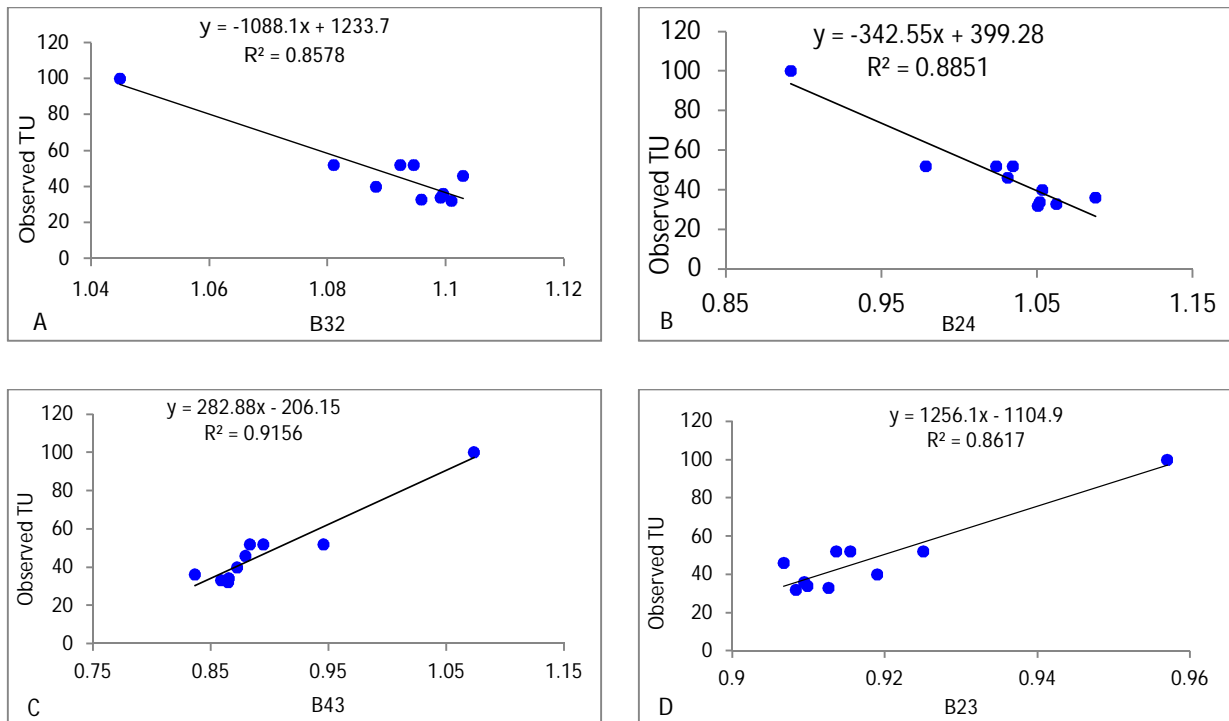 y = -1088.1x + 1233.7
R² = 0.8578
120
100
80
60
40
20
0
Observed TU
1.04 1.06 1.08 1.1 1.12
A
B32
y = -342.55x + 399.28
R² = 0.8851
120
100
80
60
40
20
0
Observed TU
0.85 0.95 1.05 1.15
B
B24
y = 282.88x - 206.15
R² = 0.9156
120
100
80
60
40
20
0
Observed TU
0.75 0.85 0.95 1.05 1.15
C
B43
y = 1256.1x - 1104.9
R² = 0.8617
120
100
80
60
40
20
0
Observed TU
0.9 0.92 0.94 0.96
D
B23